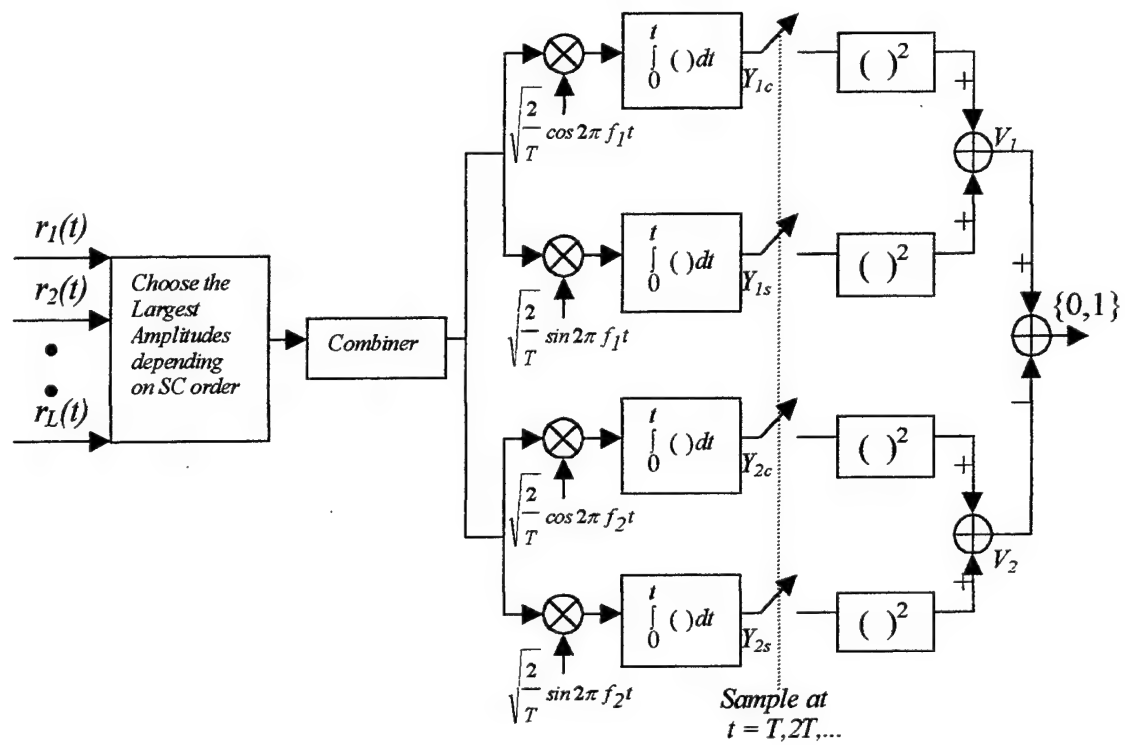 r₁(t)
r₂(t)
r_L(t)
Choose the
Largest
Amplitudes
depending
on SC order
Combiner
√(2/T) cos 2π f₁t
∫₀ᵗ ( ) dt
Y₁c
( )²
+
√(2/T) sin 2π f₁t
∫₀ᵗ ( ) dt
Y₁s
( )²
+
V₁
+
{0,1}
−
√(2/T) cos 2π f₂t
∫₀ᵗ ( ) dt
Y₂c
( )²
+
√(2/T) sin 2π f₂t
∫₀ᵗ ( ) dt
Y₂s
( )²
+
V₂
Sample at
t = T,2T,...